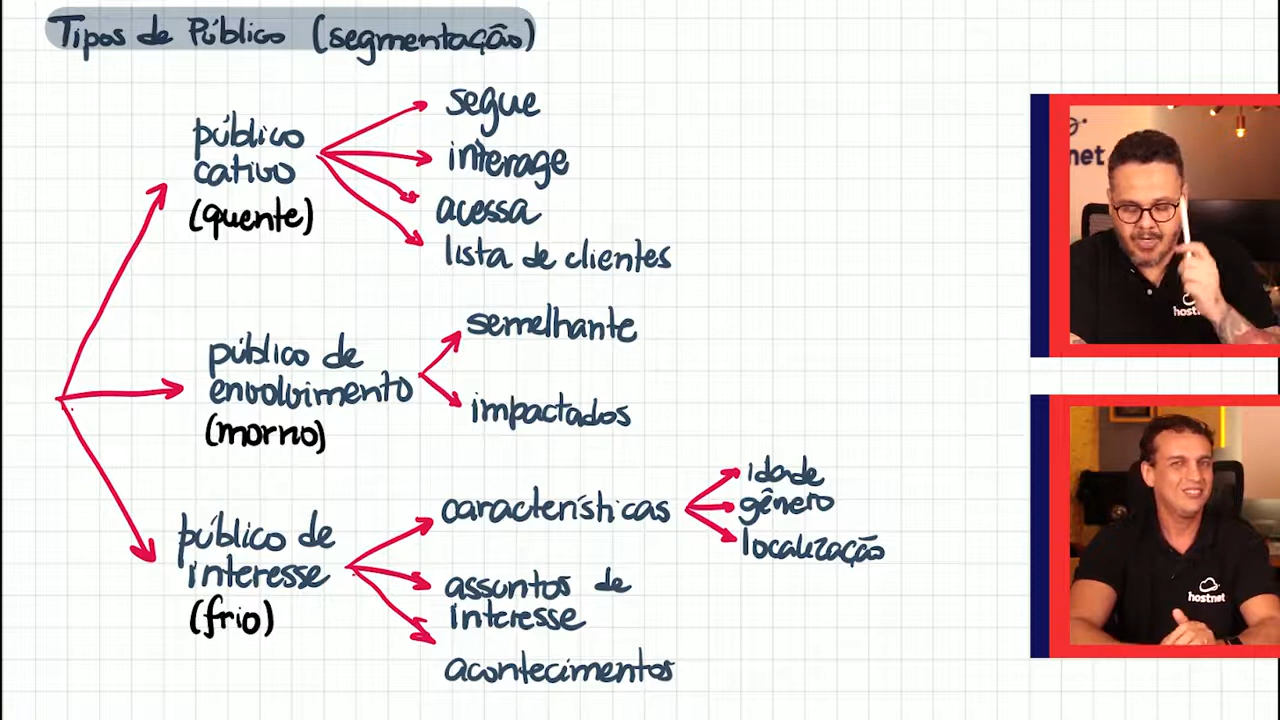 Tipos de Público (segmentação)
público
cativo
(quente)
segue
interage
acessa
lista de clientes
público de
envolvimento
(morno)
semelhante
impactados
público de
interesse
(frio)
características
idade
gênero
localização
assuntos de
interesse
acontecimentos
net
hostnet
hostnet